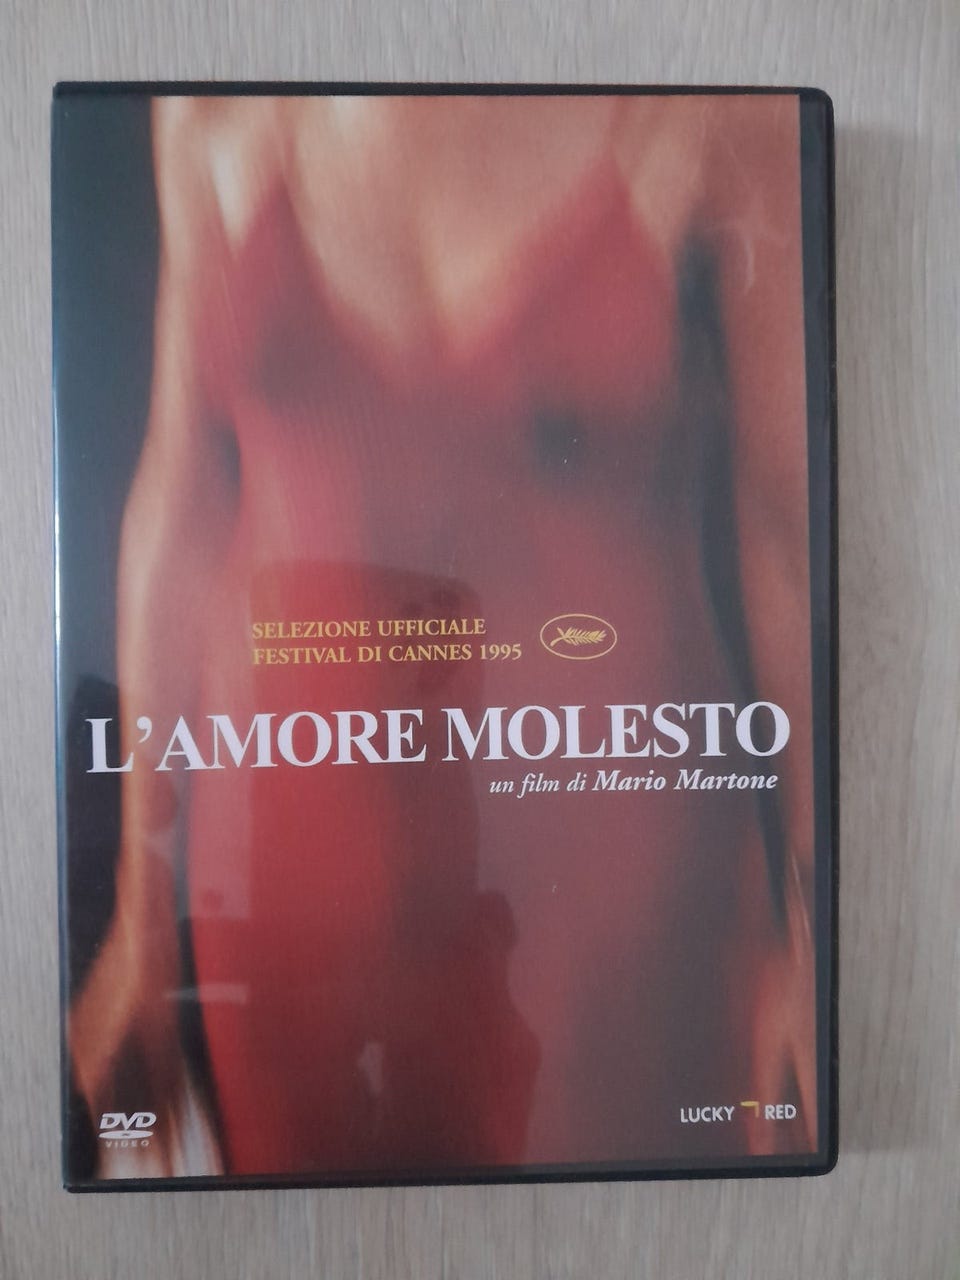 SELEZIONE UFFICIALE
FESTIVAL DI CANNES 1995
L'AMORE MOLESTO
un film di Mario Martone
DVD
VIDEO
LUCKY RED